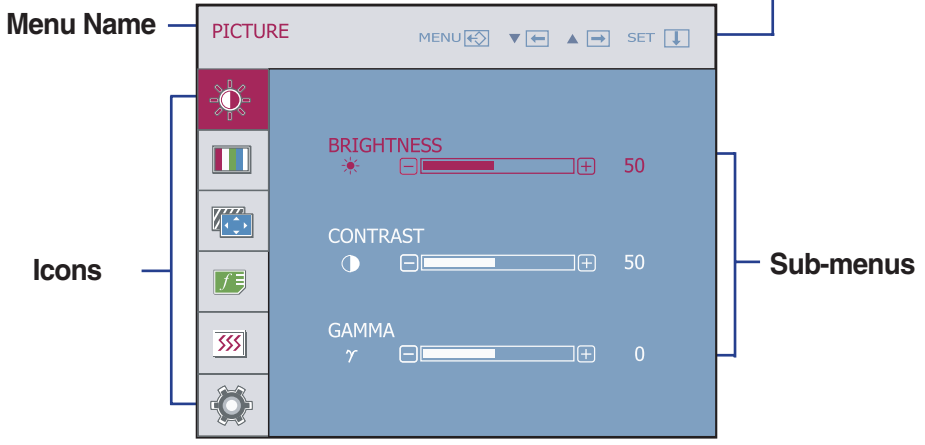 Menu Name
PICTURE MENU ▼ ▲ SET
BRIGHTNESS
50
CONTRAST
50
Icons
Sub-menus
GAMMA
γ 0